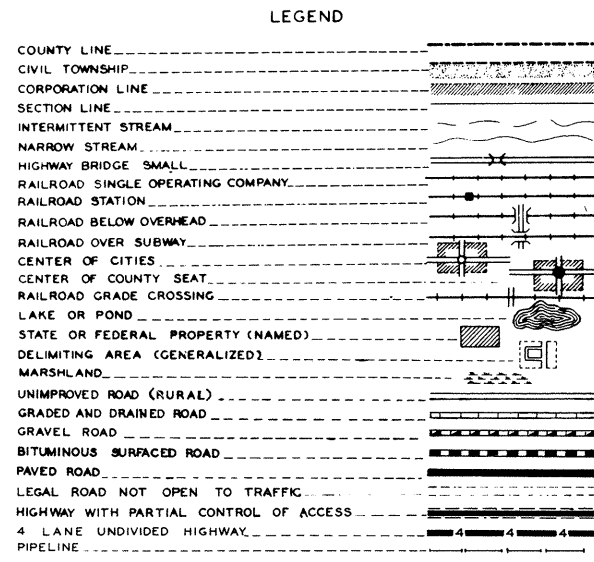 LEGEND
COUNTY LINE
CIVIL TOWNSHIP
CORPORATION LINE
SECTION LINE
INTERMITTENT STREAM
NARROW STREAM
HIGHWAY BRIDGE SMALL
RAILROAD SINGLE OPERATING COMPANY
RAILROAD STATION
RAILROAD BELOW OVERHEAD
RAILROAD OVER SUBWAY
CENTER OF CITIES
CENTER OF COUNTY SEAT
RAILROAD GRADE CROSSING
LAKE OR POND
STATE OR FEDERAL PROPERTY (NAMED)
DELIMITING AREA (GENERALIZED)
MARSHLAND
UNIMPROVED ROAD (RURAL)
GRADED AND DRAINED ROAD
GRAVEL ROAD
BITUMINOUS SURFACED ROAD
PAVED ROAD
LEGAL ROAD NOT OPEN TO TRAFFIC
HIGHWAY WITH PARTIAL CONTROL OF ACCESS
4 LANE UNDIVIDED HIGHWAY 4 4 4
PIPELINE